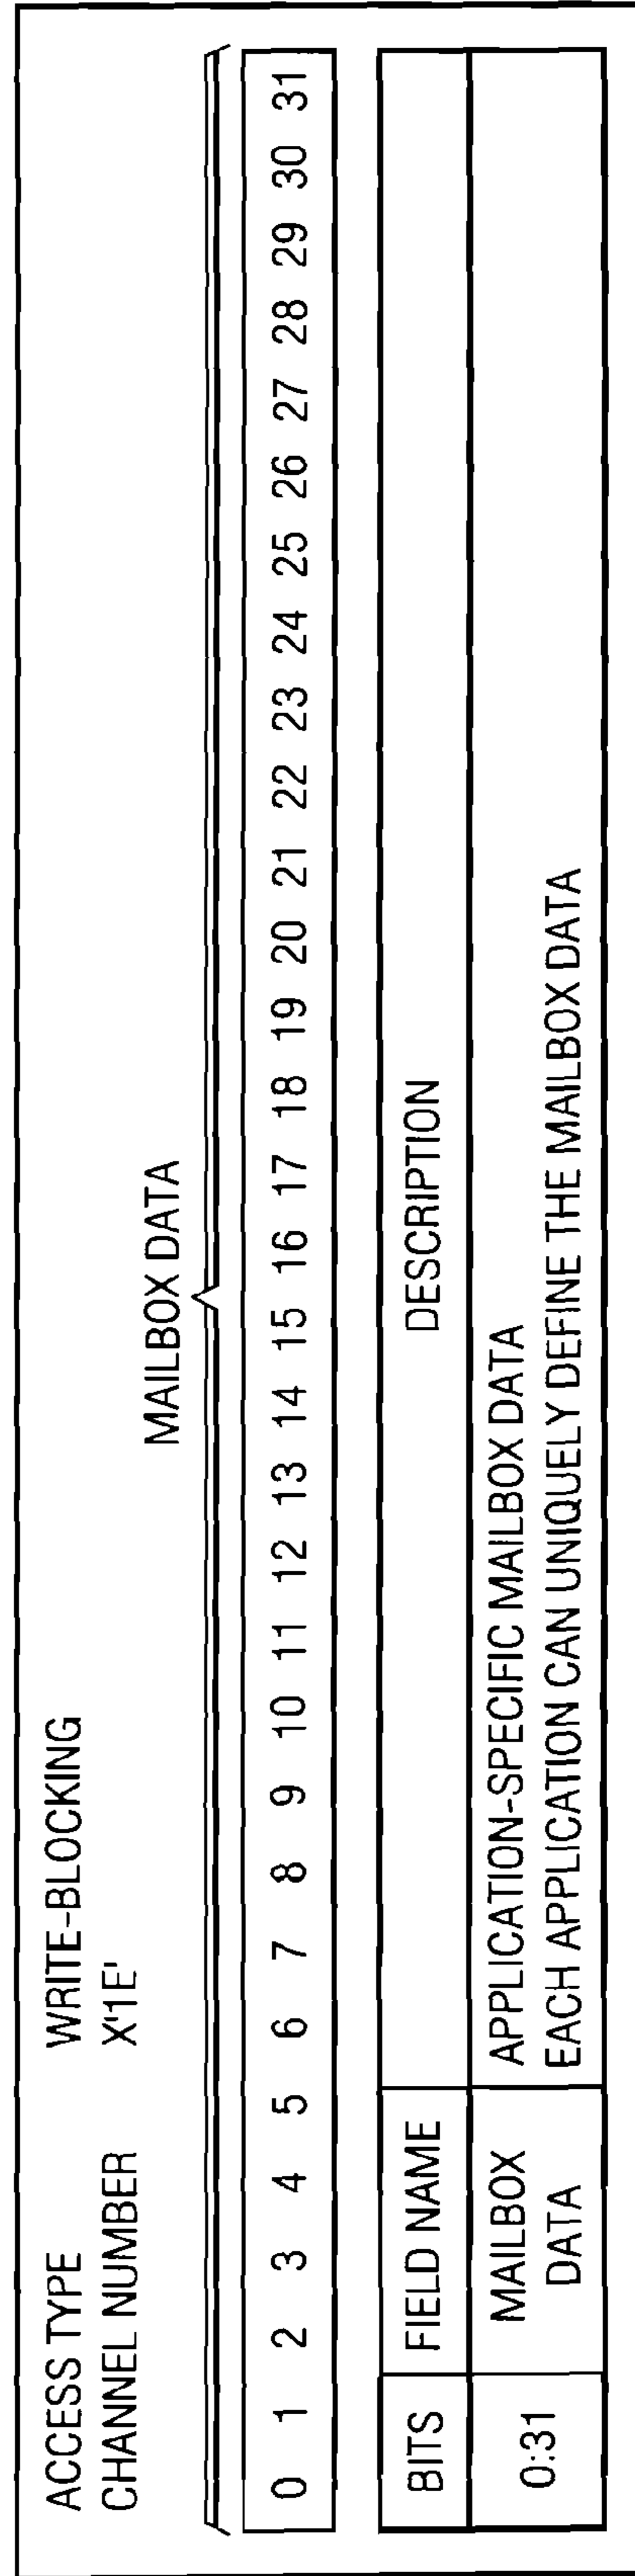 ACCESS TYPE WRITE-BLOCKING
CHANNEL NUMBER X'1E'
MAILBOX DATA
0 1 2 3 4 5 6 7 8 9 10 11 12 13 14 15 16 17 18 19 20 21 22 23 24 25 26 27 28 29 30 31
BITS FIELD NAME DESCRIPTION
0:31 MAILBOX DATA APPLICATION-SPECIFIC MAILBOX DATA
EACH APPLICATION CAN UNIQUELY DEFINE THE MAILBOX DATA